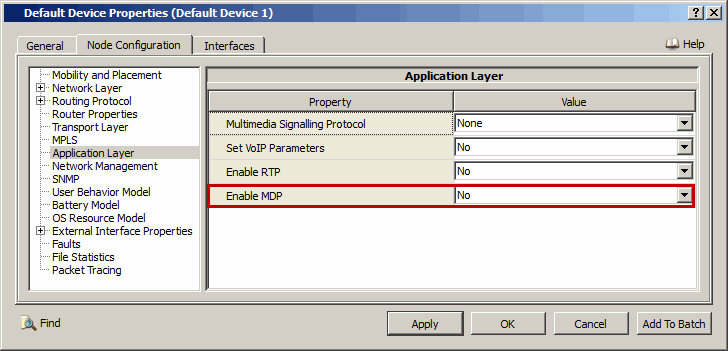 Default Device Properties (Default Device 1)
General Node Configuration Interfaces Help
Mobility and Placement
Network Layer
Routing Protocol
Router Properties
Transport Layer
MPLS
Application Layer
Network Management
SNMP
User Behavior Model
Battery Model
OS Resource Model
External Interface Properties
Faults
File Statistics
Packet Tracing
Application Layer
Property Value
Multimedia Signalling Protocol None
Set VoIP Parameters No
Enable RTP No
Enable MDP No
Find Apply OK Cancel Add To Batch